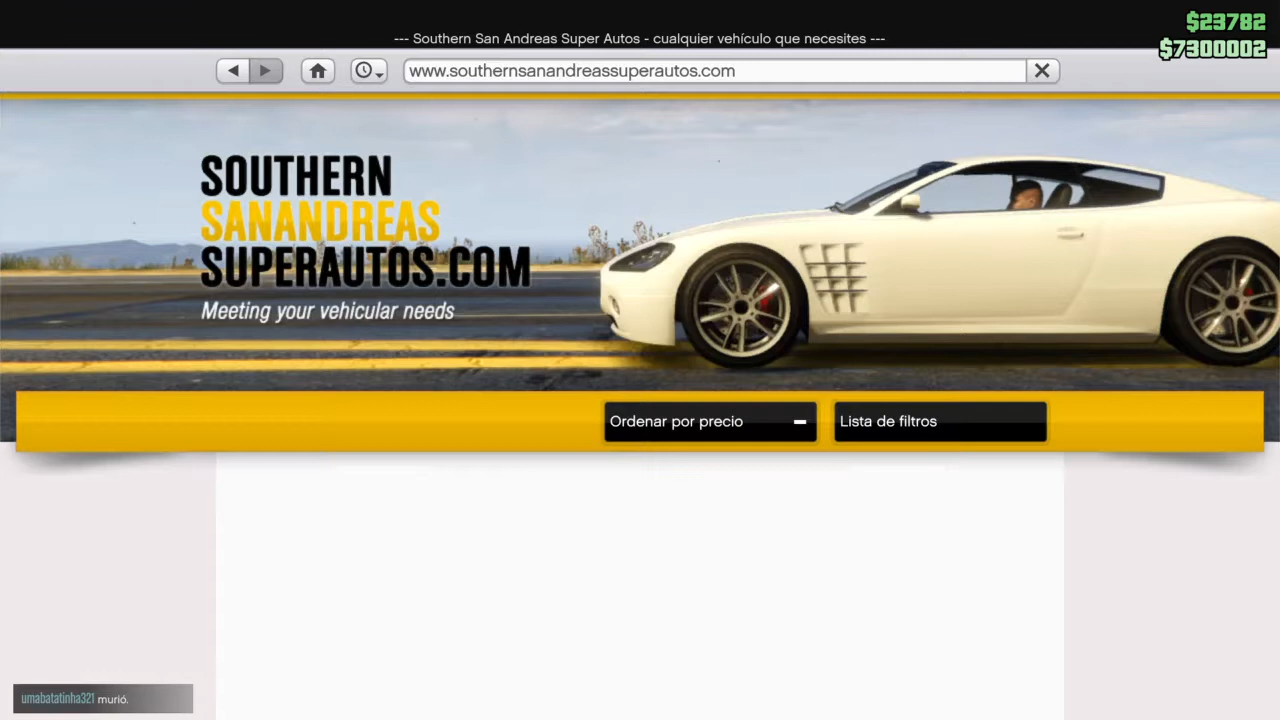 $23782
--- Southern San Andreas Super Autos - cualquier vehículo que necesites ---
$7300002
www.southernsanandreassuperautos.com
SOUTHERN
SANANDREAS
SUPERAUTOS.COM
Meeting your vehicular needs
Ordenar por precio
Lista de filtros
umabatatinha321 murió.